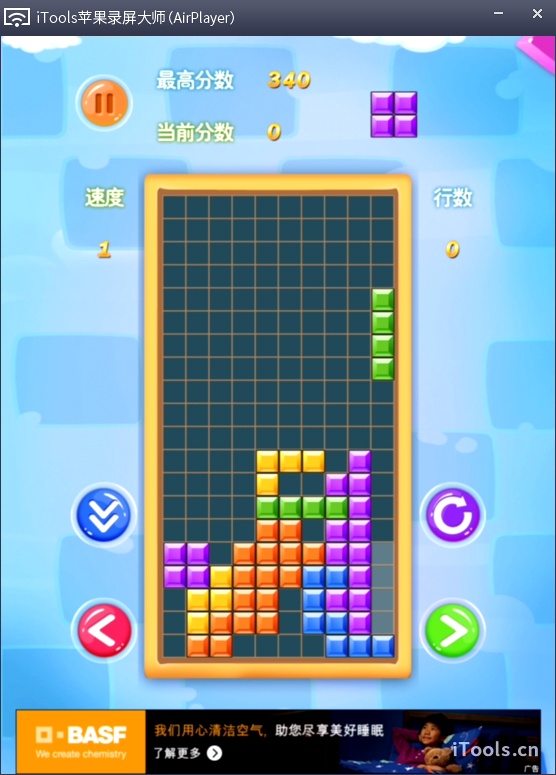 iTools苹果录屏大师(AirPlayer)
最高分数 340
当前分数 0
速度
1
行数
0
BASF
We create chemistry
我们用心清洁空气，助您尽享美好睡眠
了解更多
iTools.cn
广告